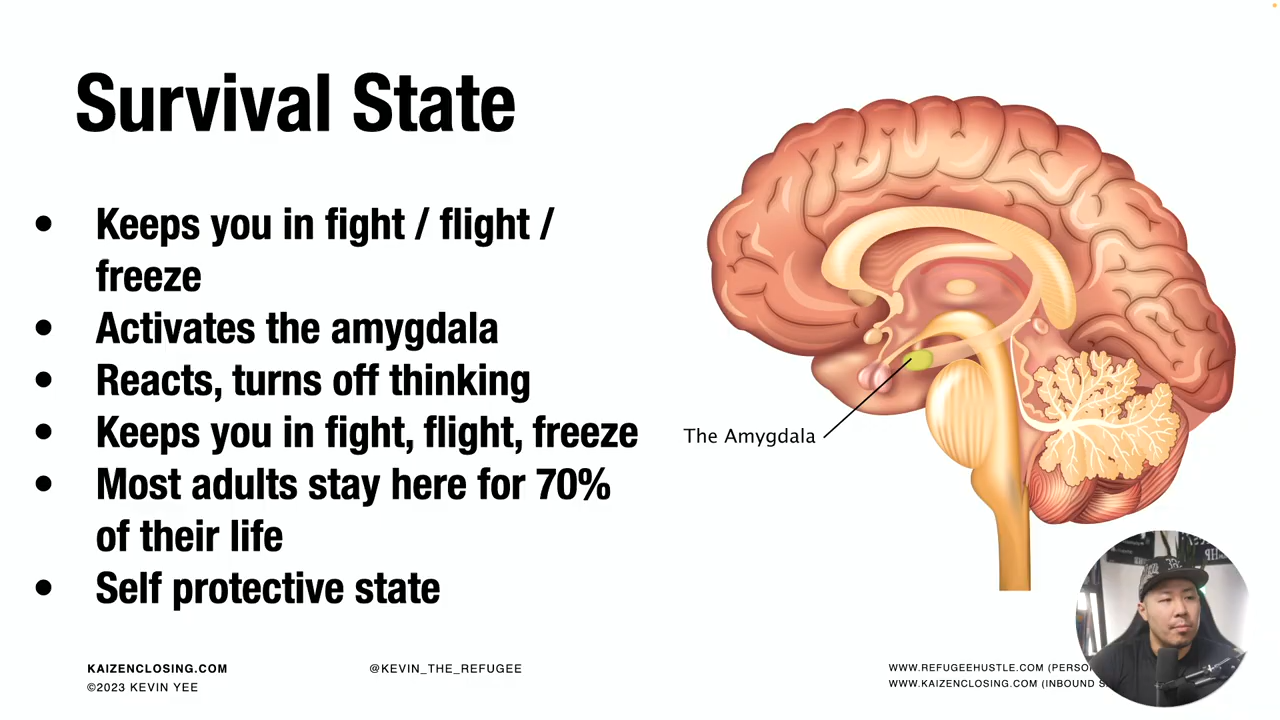 Survival State
• Keeps you in fight / flight /
freeze
• Activates the amygdala
• Reacts, turns off thinking
• Keeps you in fight, flight, freeze
• Most adults stay here for 70%
of their life
• Self protective state
The Amygdala
KAIZENCLOSING.COM
©2023 KEVIN YEE
@KEVIN_THE_REFUGEE
WWW.REFUGEEHUSTLE.COM
WWW.KAIZENCLOSING.COM (INBOUND